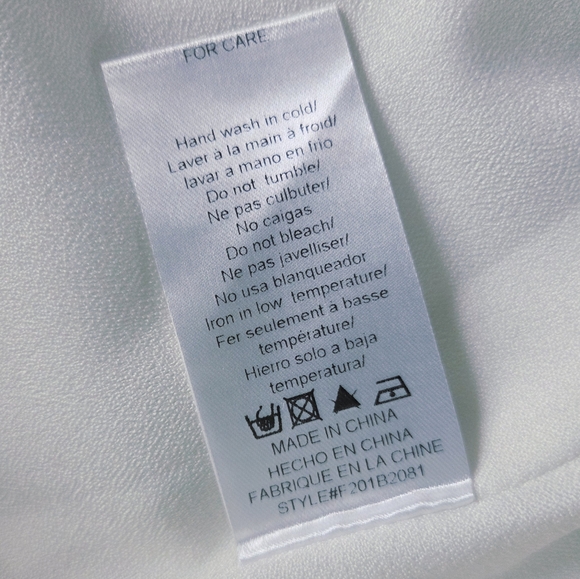 FOR CARE
Hand wash in cold/
Laver à la main à froid/
lavar a mano en frio
Do not tumble/
Ne pas culbuter/
No caigas
Do not bleach/
Ne pas javelliser/
No usa blanqueador
Iron in low temperature/
Fer seulement à basse
température/
Hierro solo a baja
temperatura/
MADE IN CHINA
HECHO EN CHINA
FABRIQUE EN LA CHINE
STYLE#F201B2081